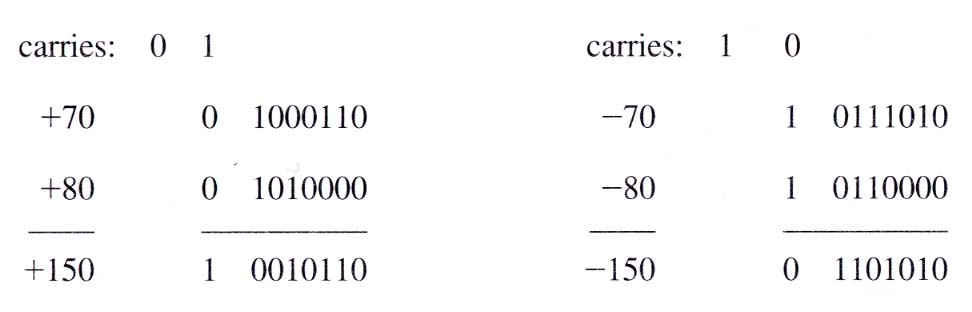 carries: 0 1 carries: 1 0
+70 0 1000110 −70 1 0111010
+80 0 1010000 −80 1 0110000
+150 1 0010110 −150 0 1101010